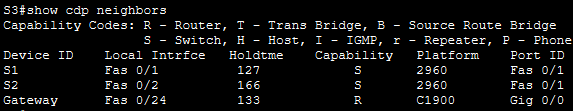 S3#show cdp neighbors
Capability Codes: R - Router, T - Trans Bridge, B - Source Route Bridge
S - Switch, H - Host, I - IGMP, r - Repeater, P - Phone
Device ID Local Intrfce Holdtme Capability Platform Port ID
S1 Fas 0/1 127 S 2960 Fas 0/1
S2 Fas 0/2 166 S 2960 Fas 0/1
Gateway Fas 0/24 133 R C1900 Gig 0/0